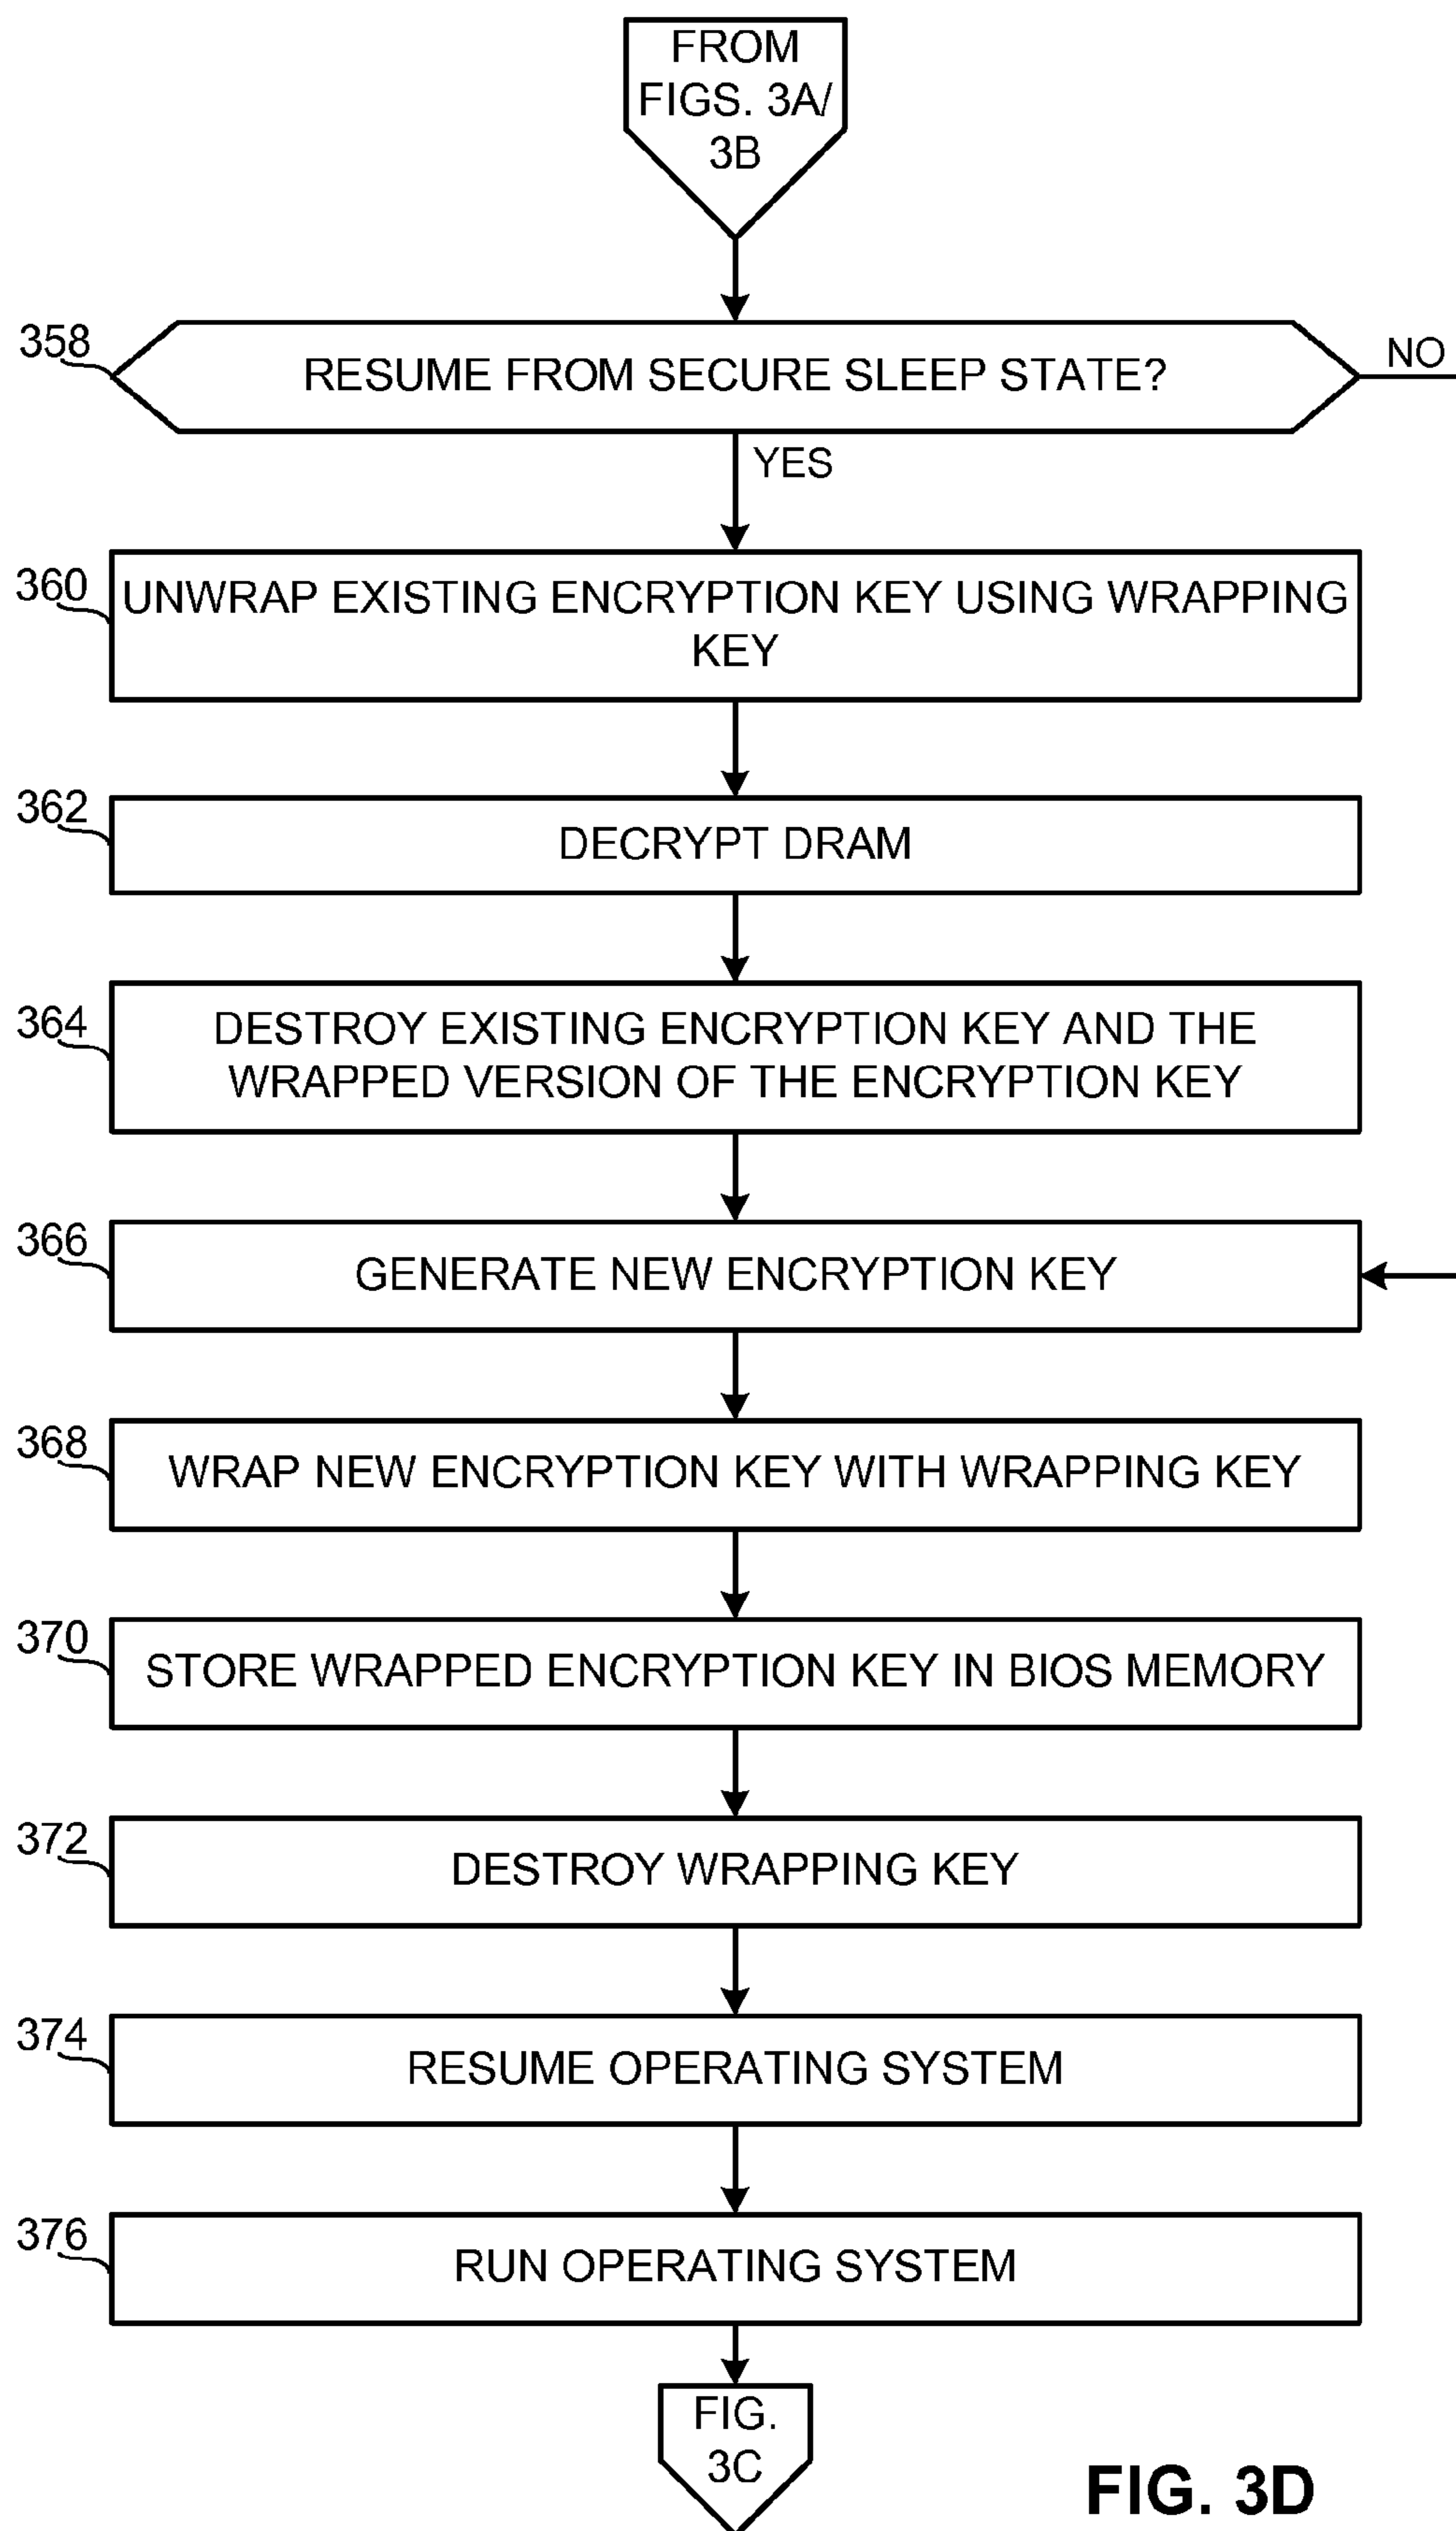 FROM
FIGS. 3A/
3B
358
RESUME FROM SECURE SLEEP STATE?
NO
YES
360
UNWRAP EXISTING ENCRYPTION KEY USING WRAPPING
KEY
362
DECRYPT DRAM
364
DESTROY EXISTING ENCRYPTION KEY AND THE
WRAPPED VERSION OF THE ENCRYPTION KEY
366
GENERATE NEW ENCRYPTION KEY
368
WRAP NEW ENCRYPTION KEY WITH WRAPPING KEY
370
STORE WRAPPED ENCRYPTION KEY IN BIOS MEMORY
372
DESTROY WRAPPING KEY
374
RESUME OPERATING SYSTEM
376
RUN OPERATING SYSTEM
FIG.
3C
FIG. 3D